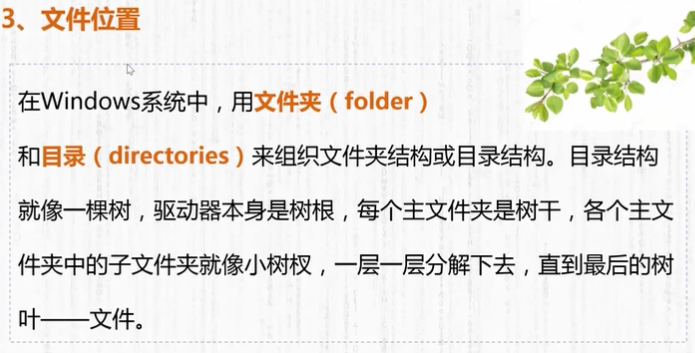 3、文件位置
在Windows系统中，用文件夹（folder）
和目录（directories）来组织文件夹结构或目录结构。目录结构
就像一棵树，驱动器本身是树根，每个主文件夹是树干，各个主文
件夹中的子文件夹就像小树杈，一层一层分解下去，直到最后的树
叶——文件。